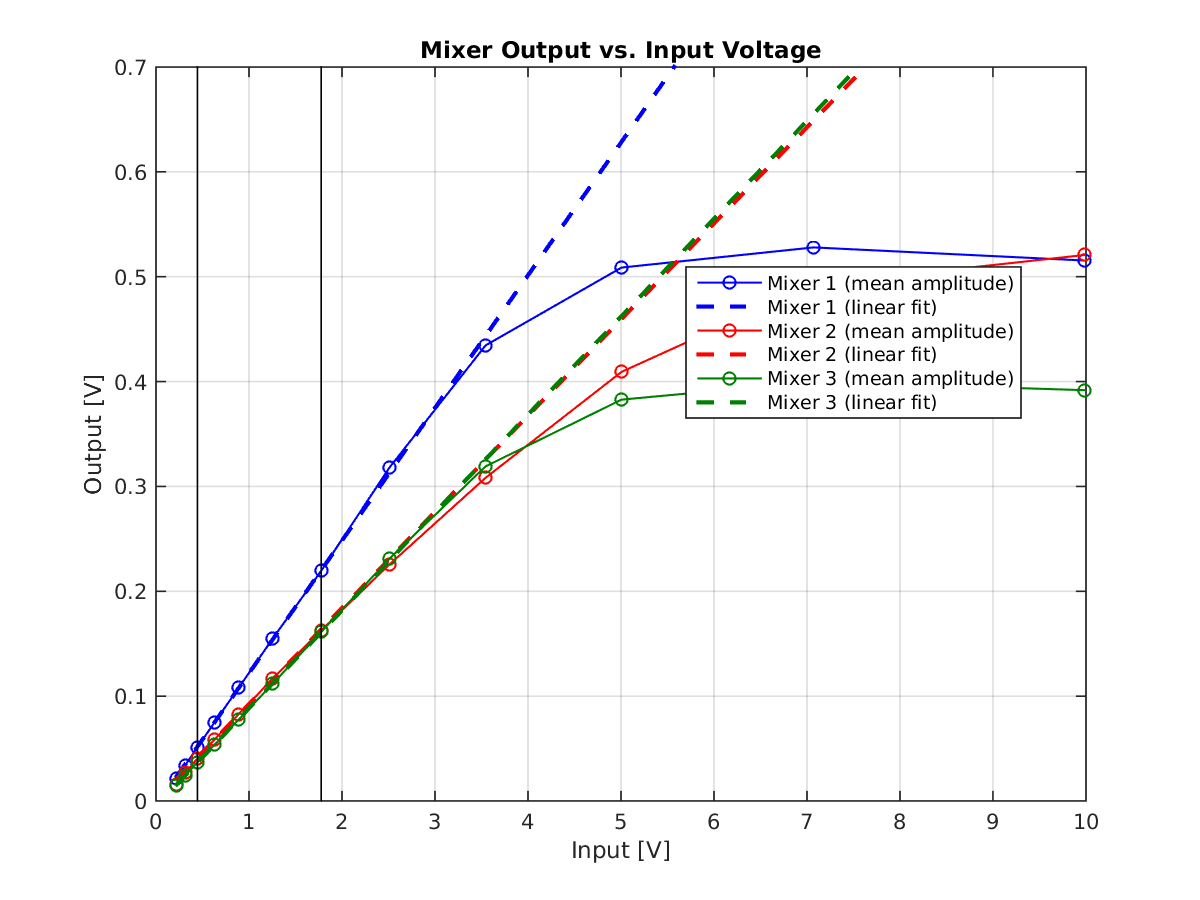 Mixer Output vs. Input Voltage
0.7
0.6
0.5
0.4
0.3
0.2
0.1
0
Output [V]
Mixer 1 (mean amplitude)
Mixer 1 (linear fit)
Mixer 2 (mean amplitude)
Mixer 2 (linear fit)
Mixer 3 (mean amplitude)
Mixer 3 (linear fit)
0 1 2 3 4 5 6 7 8 9 10
Input [V]